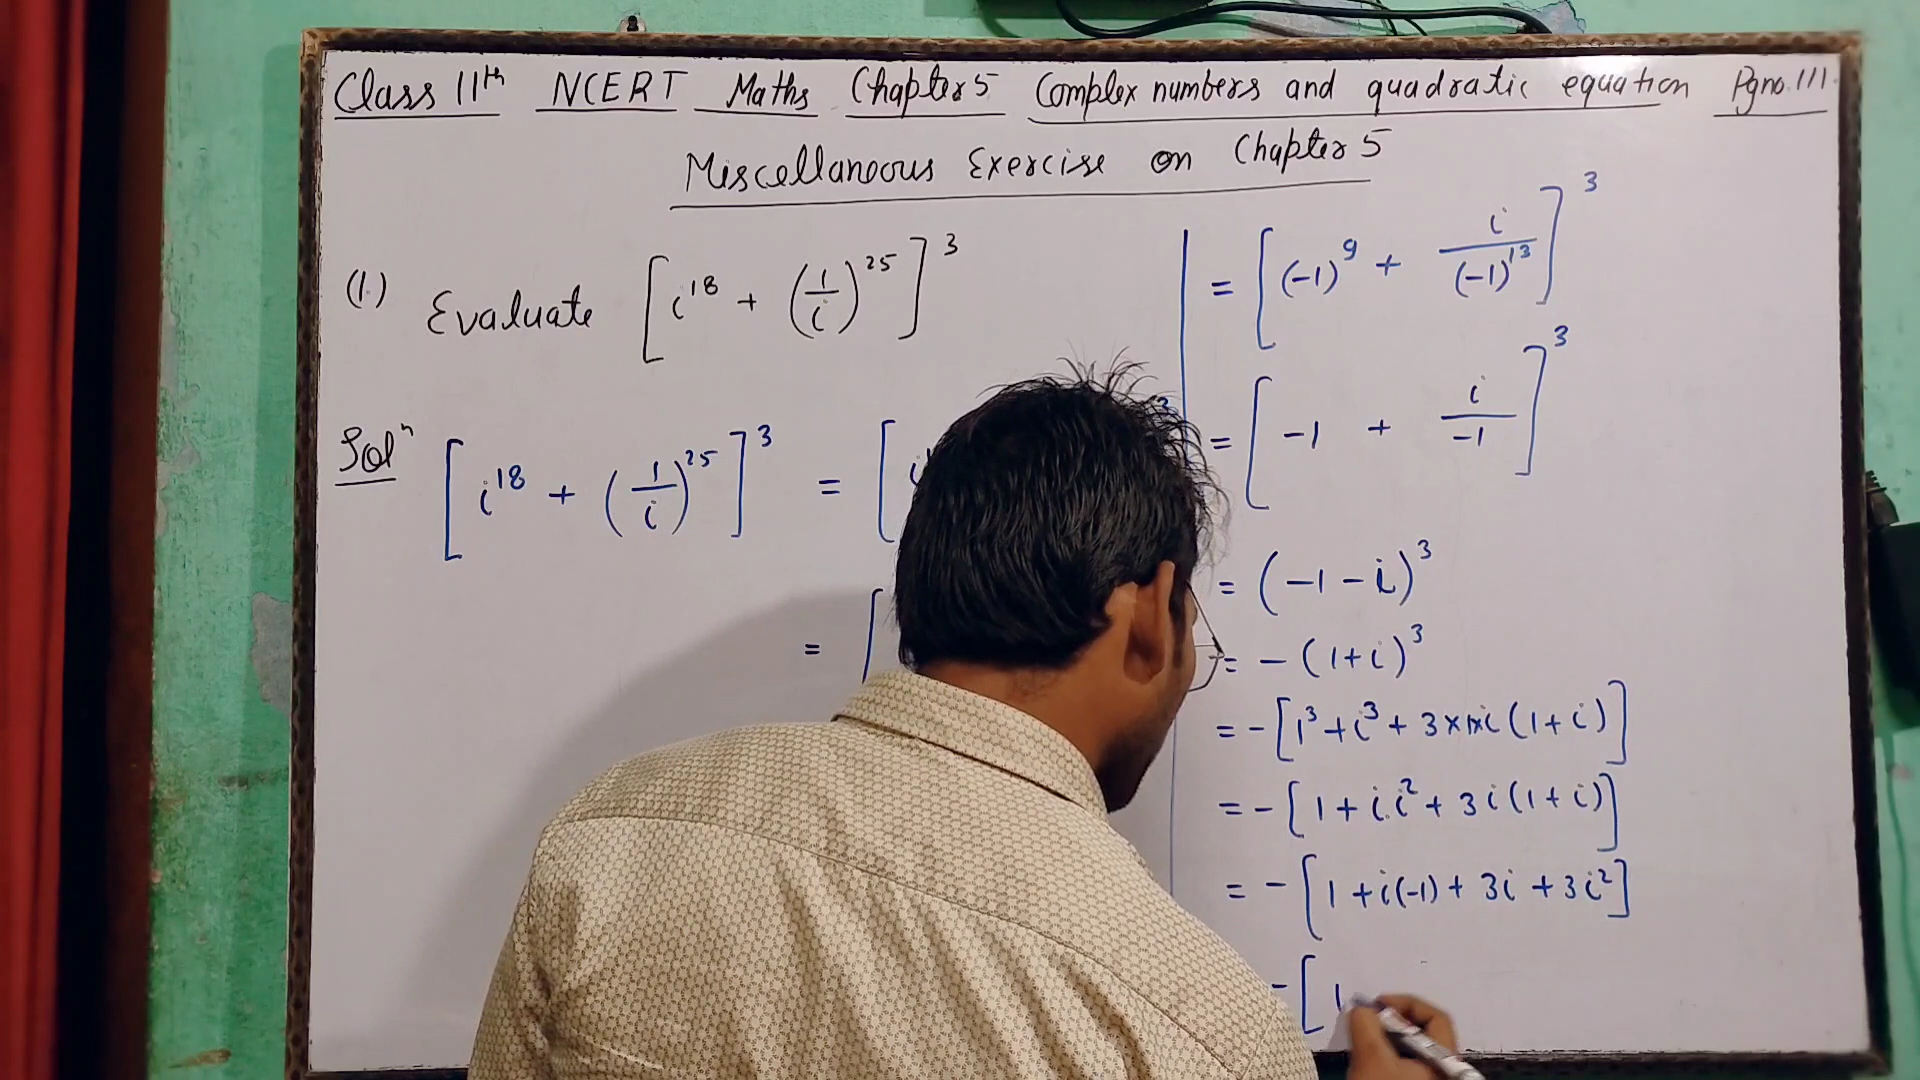 Class 11th NCERT Maths Chapter 5 Complex numbers and quadratic equation Pg no. 111.
Miscellaneous Exercise on Chapter 5
(1.) Evaluate [i^18 + (1/i)^25]^3
Sol^n [i^18 + (1/i)^25]^3 = [
= [
= [(-1)^9 + i/(-1)^13]^3
= [-1 + i/-1]^3
= (-1-i)^3
= -(1+i)^3
= -[1^3+i^3+3×1×i(1+i)]
= -[1+i.i^2+3i(1+i)]
= -[1+i(-1)+3i+3i^2]
-[1